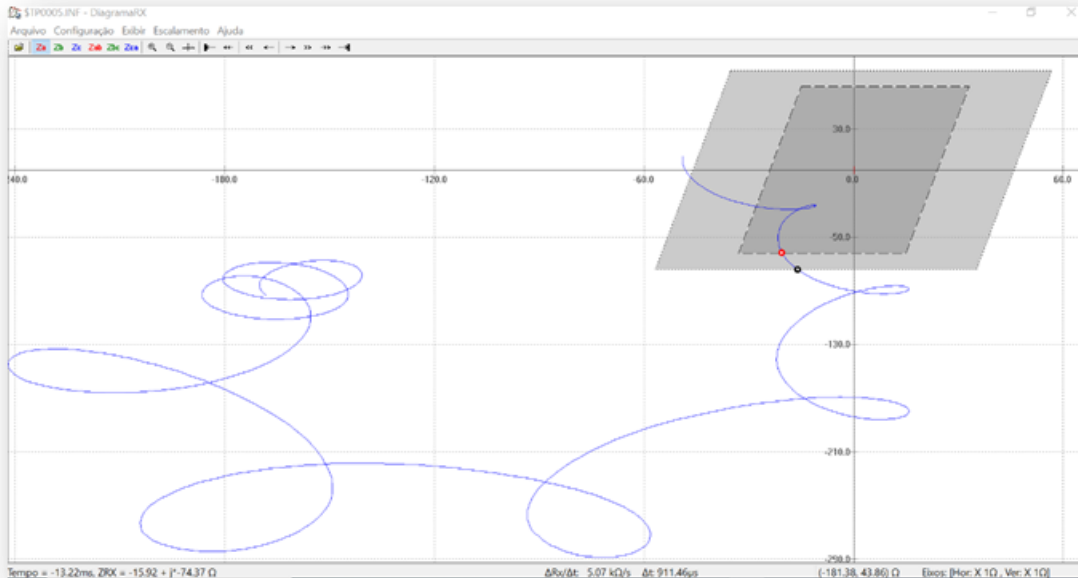 $TP0005.INF - DiagramaRX
Arquivo Configuração Exibir Escalamento Ajuda
Za Zb Zc Zab Zbc Zca
30.0
240.0 -180.0 -120.0 -60.0 0.0 60.0
-50.0
-130.0
-210.0
-290.0
Tempo = -13.22ms, ZRX = -15.92 + j*-74.37 Ω ΔRx/Δt: 5.07 kΩ/s Δt: 911.46µs (-181.38, 43.86) Ω Eixos: [Hor: X 1Ω , Ver: X 1Ω]